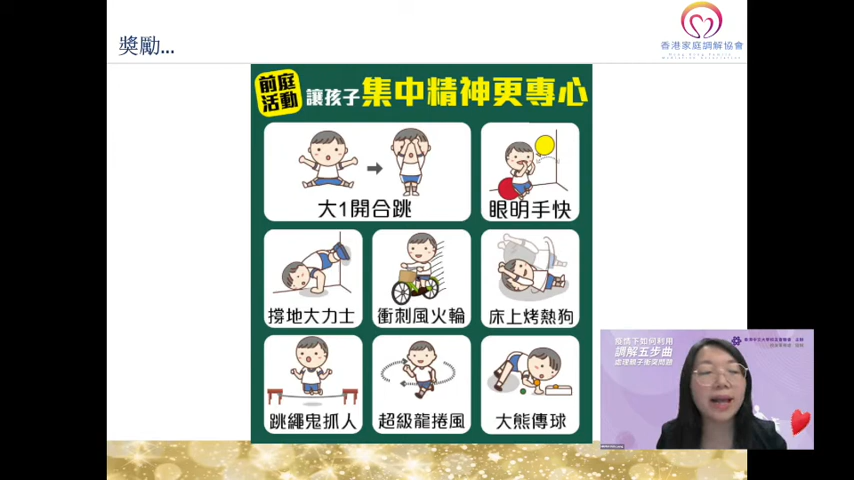 獎勵...
香港家庭調解協會
前庭
活動
讓孩子集中精神更專心
大1開合跳
眼明手快
撐地大力士
衝刺風火輪
床上烤熱狗
跳繩鬼抓人
超級龍捲風
大熊傳球
疫情下如何利用
調解五步曲
處理親子衝突問題